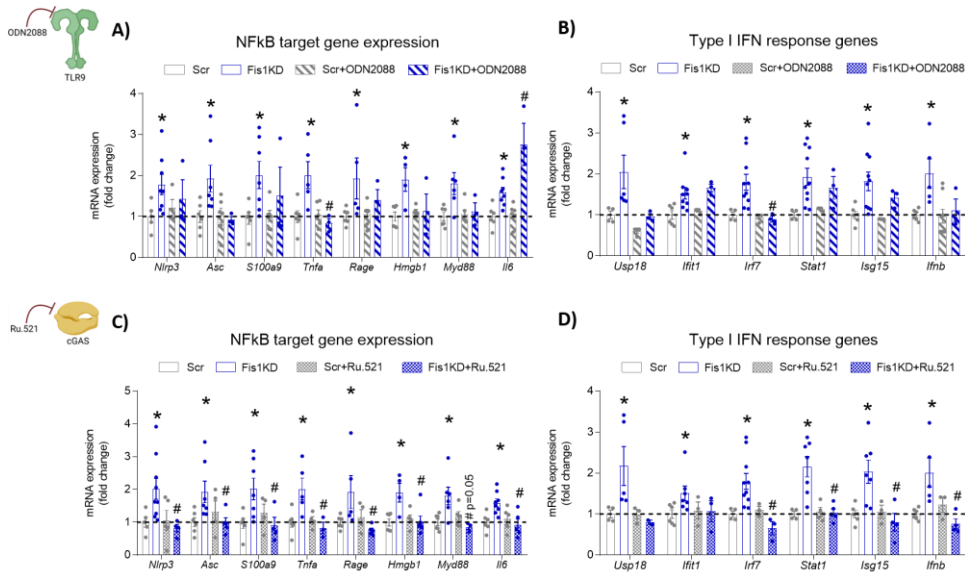 ODN2088
TLR9
A)
NFkB target gene expression
Scr Fis1KD Scr+ODN2088 Fis1KD+ODN2088
mRNA expression
(fold change)
5
4
3
2
1
0
* * * * * * * * #
#
Nlrp3 Asc S100a9 Tnfa Rage Hmgb1 Myd88 Il6
B)
Type I IFN response genes
Scr Fis1KD Scr+ODN2088 Fis1KD+ODN2088
mRNA expression
(fold change)
4
3
2
1
0
* * * * * *
#
Usp18 Ifit1 Irf7 Stat1 Isg15 Ifnb
Ru.521
cGAS
C)
NFkB target gene expression
Scr Fis1KD Scr+Ru.521 Fis1KD+Ru.521
mRNA expression
(fold change)
5
4
3
2
1
0
* * * * * * * *
# # # # # # #p=0.05 #
Nlrp3 Asc S100a9 Tnfa Rage Hmgb1 Myd88 Il6
D)
Type I IFN response genes
Scr Fis1KD Scr+Ru.521 Fis1KD+Ru.521
mRNA expression
(fold change)
5
4
3
2
1
0
* * * * * *
# # # #
Usp18 Ifit1 Irf7 Stat1 Isg15 Ifnb